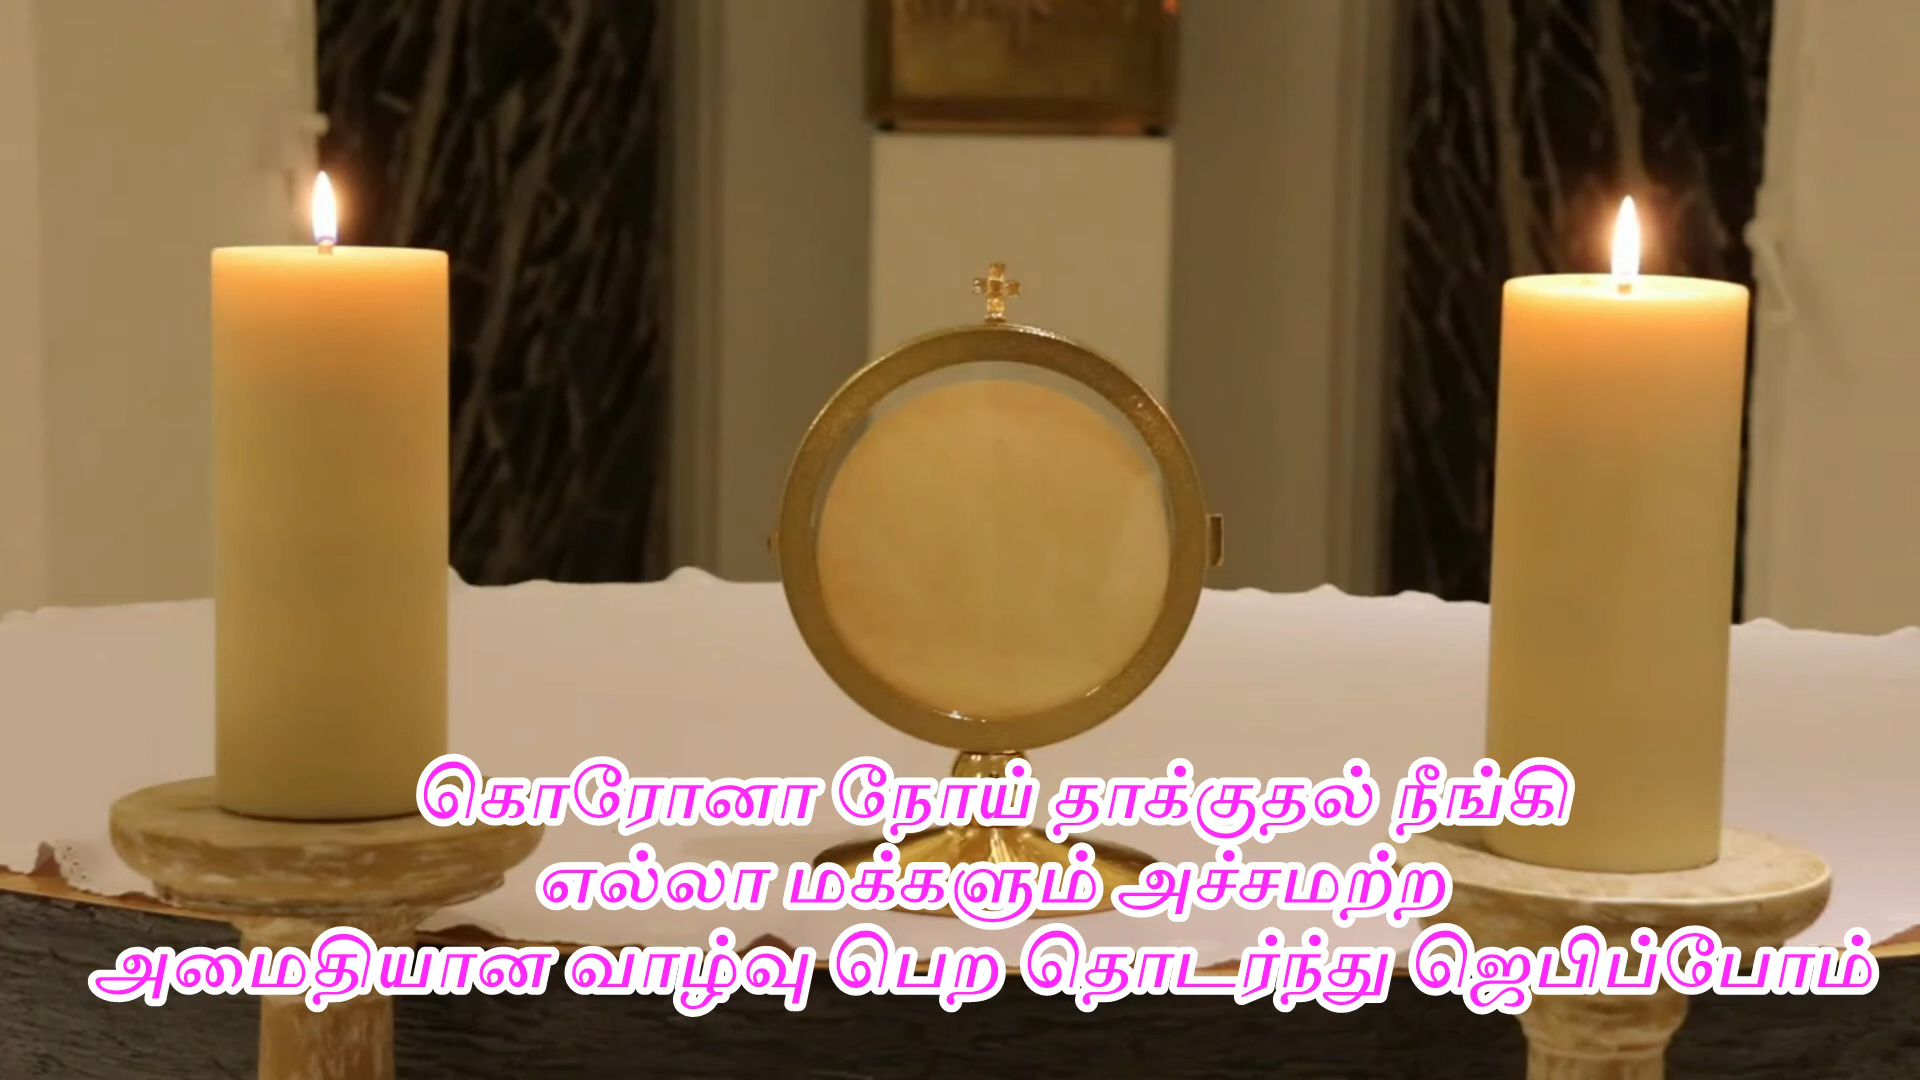 கொரோனா நோய் தாக்குதல் நீங்கி
எல்லா மக்களும் அச்சமற்ற
அமைதியான வாழ்வு பெற தொடர்ந்து ஜெபிப்போம்